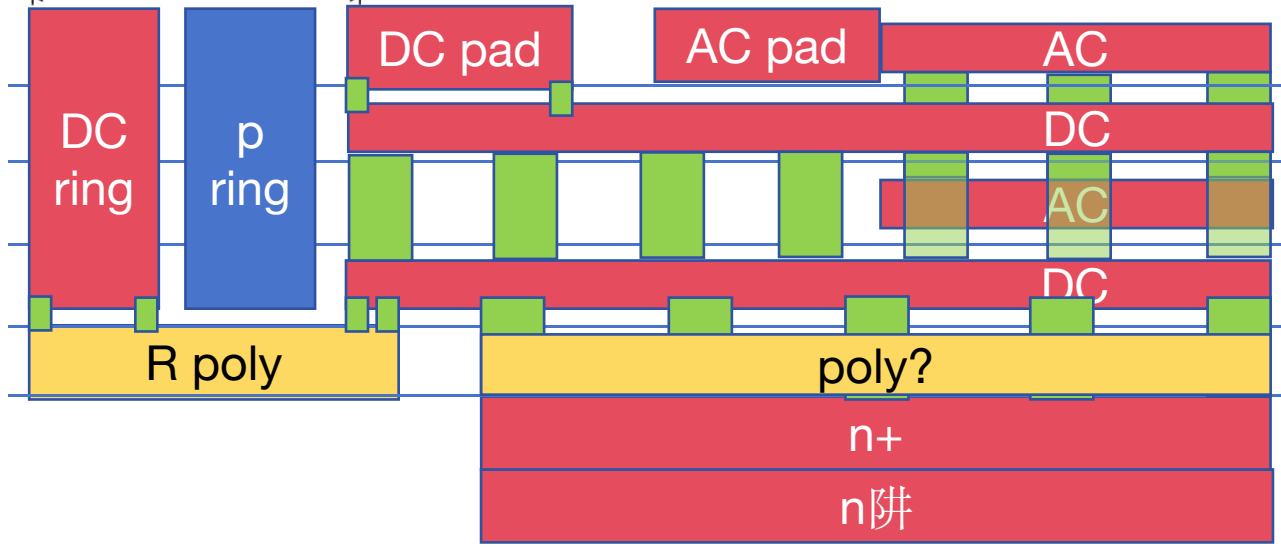 DC pad
AC pad
AC
DC
ring
p
ring
DC
AC
DC
R poly
poly?
n+
n阱